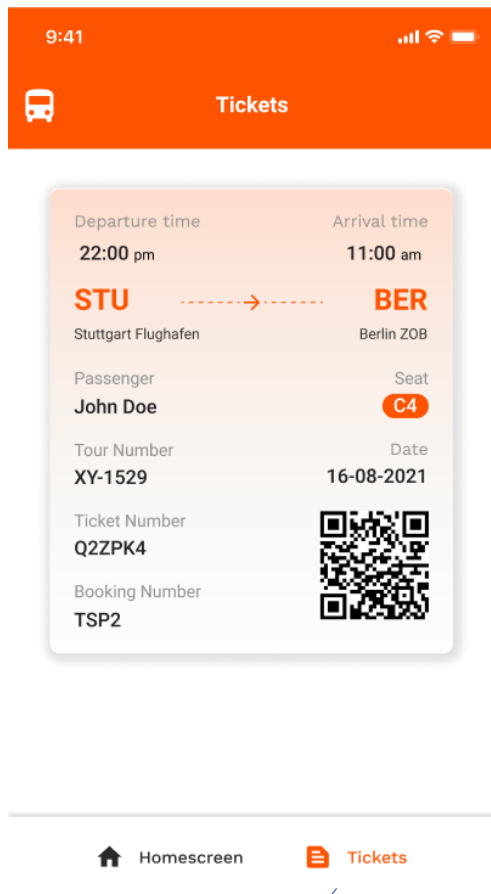 9:41
Tickets
Departure time Arrival time
22:00 pm 11:00 am
STU BER
Stuttgart Flughafen Berlin ZOB
Passenger Seat
John Doe C4
Tour Number Date
XY-1529 16-08-2021
Ticket Number
Q2ZPK4
Booking Number
TSP2
Homescreen Tickets